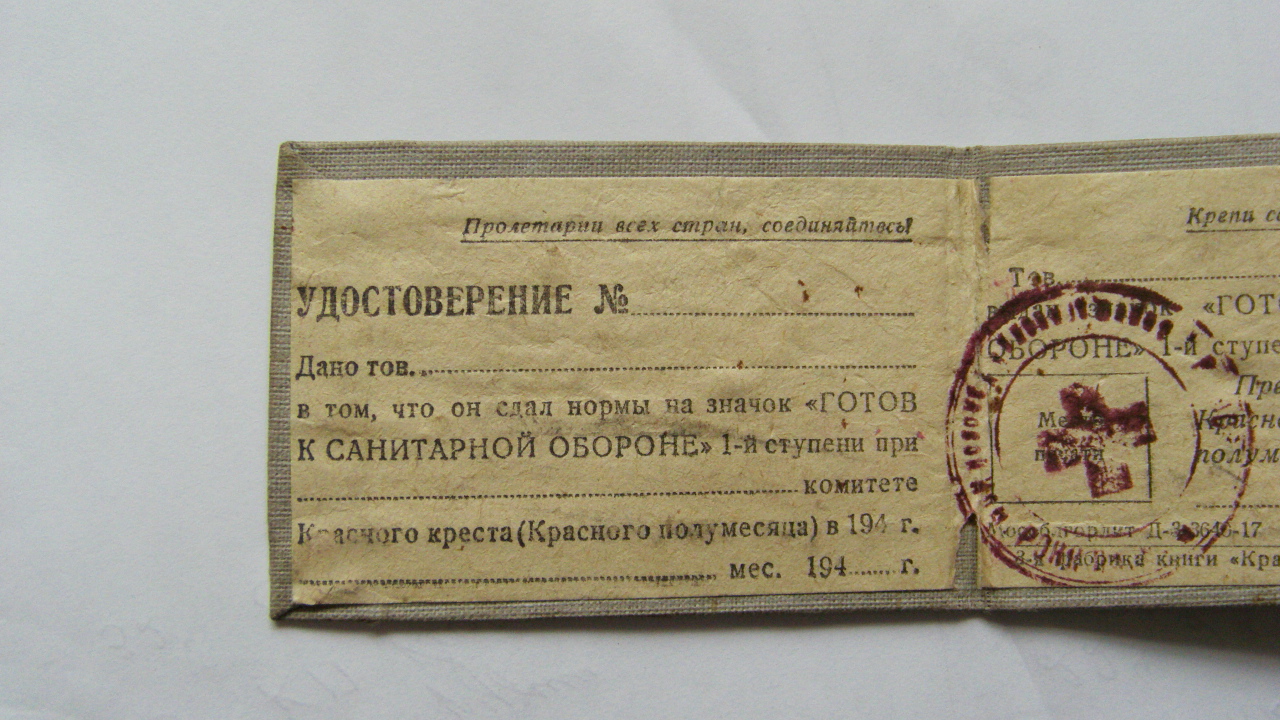 Пролетарии всех стран, соединяйтесь!
УДОСТОВЕРЕНИЕ №
Дано тов.
в том, что он сдал нормы на значок «ГОТОВ
К САНИТАРНОЙ ОБОРОНЕ» 1-й ступени при
комитете
Красного креста (Красного полумесяца) в 194 г.
мес. 194 г.
Крепи
Тов.
«ГОТ
ОБОРОНЕ» 1-й ступе
Пре
Место
печати
Красн
полум
Мособлгорлит Д-3 3646-17
3-я фабрика книги «Кра